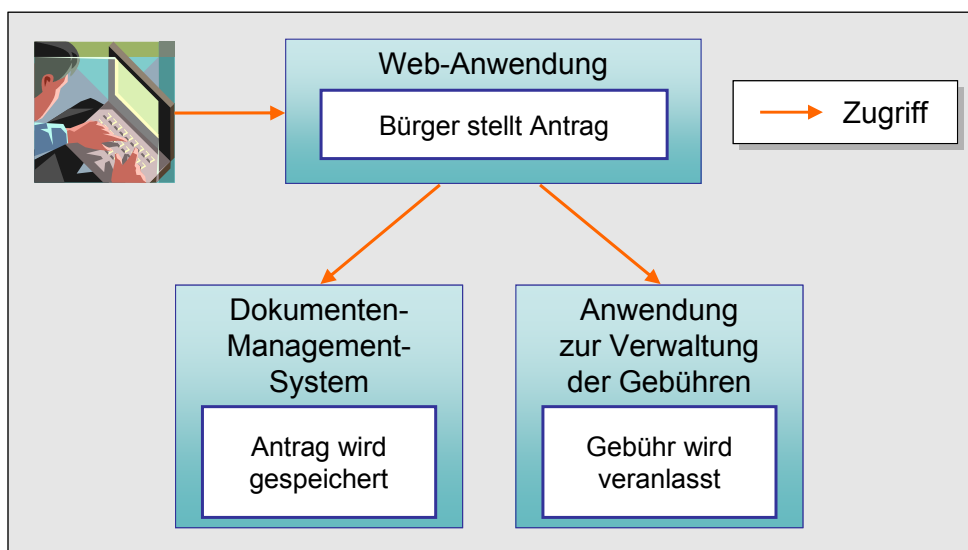 Web-Anwendung
Bürger stellt Antrag
Zugriff
Dokumenten-
Management-
System
Antrag wird
gespeichert
Anwendung
zur Verwaltung
der Gebühren
Gebühr wird
veranlasst